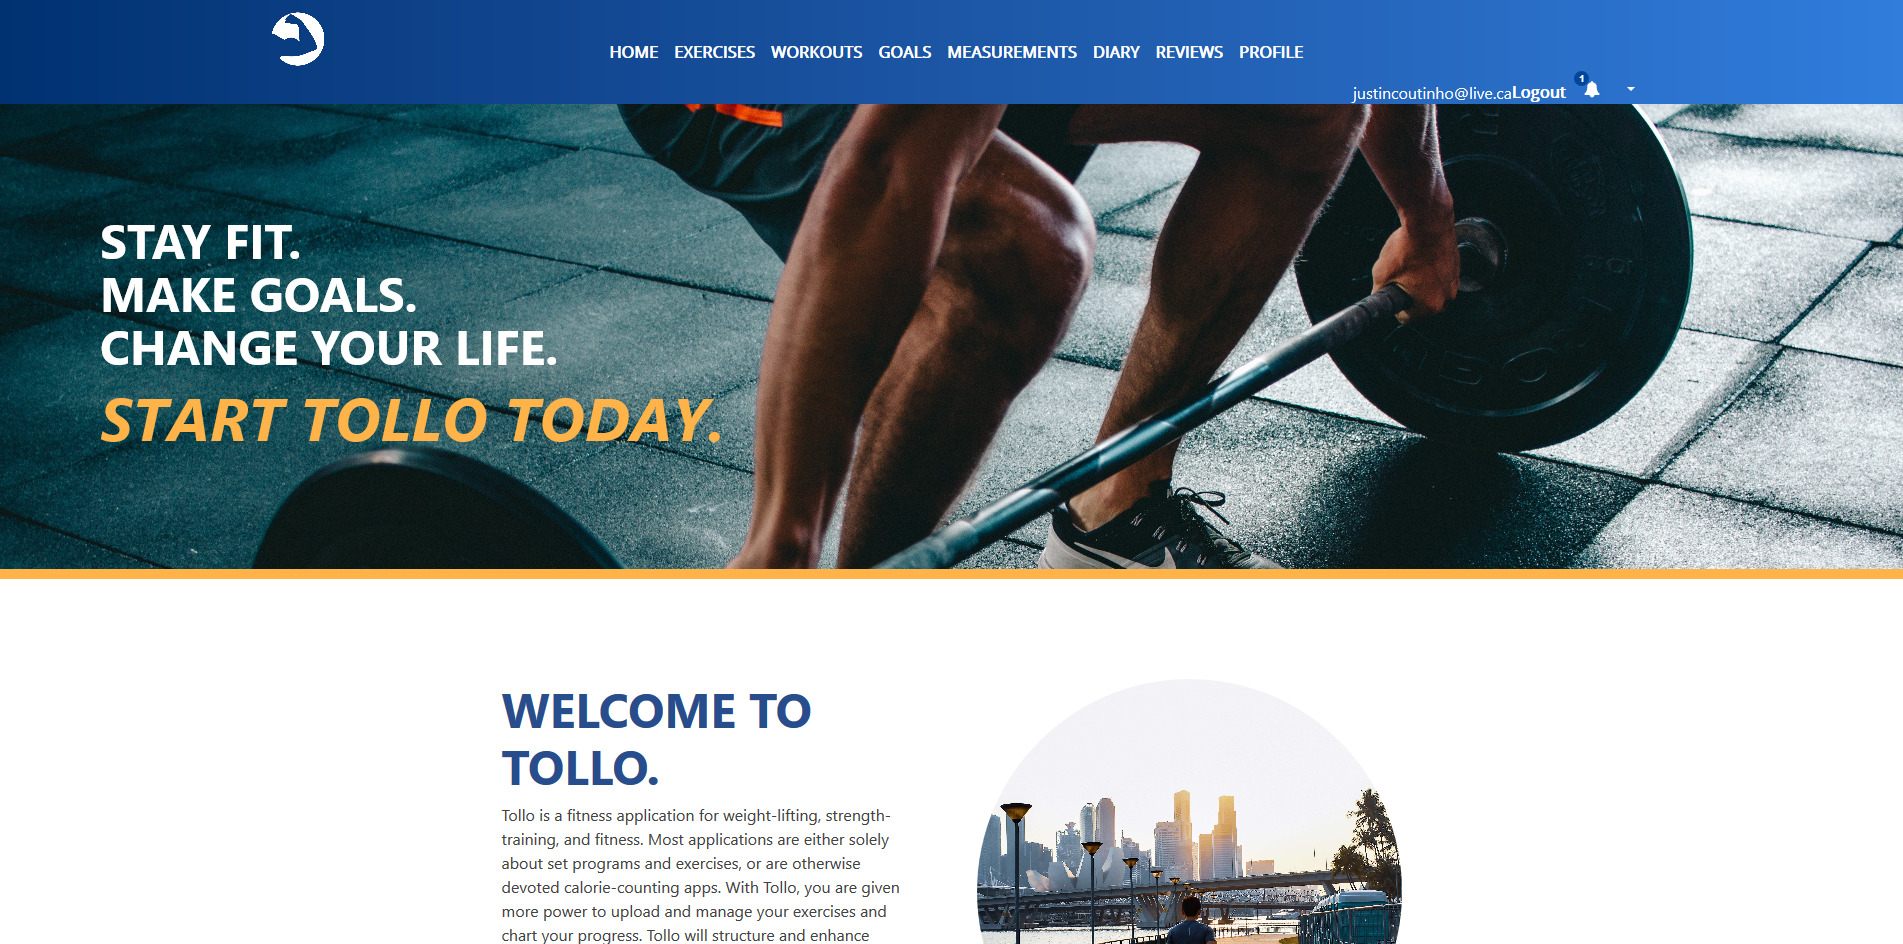 HOME EXERCISES WORKOUTS GOALS MEASUREMENTS DIARY REVIEWS PROFILE
justincoutinho@live.caLogout 1
STAY FIT.
MAKE GOALS.
CHANGE YOUR LIFE.
START TOLLO TODAY.
WELCOME TO
TOLLO.
Tollo is a fitness application for weight-lifting, strength-
training, and fitness. Most applications are either solely
about set programs and exercises, or are otherwise
devoted calorie-counting apps. With Tollo, you are given
more power to upload and manage your exercises and
chart your progress. Tollo will structure and enhance